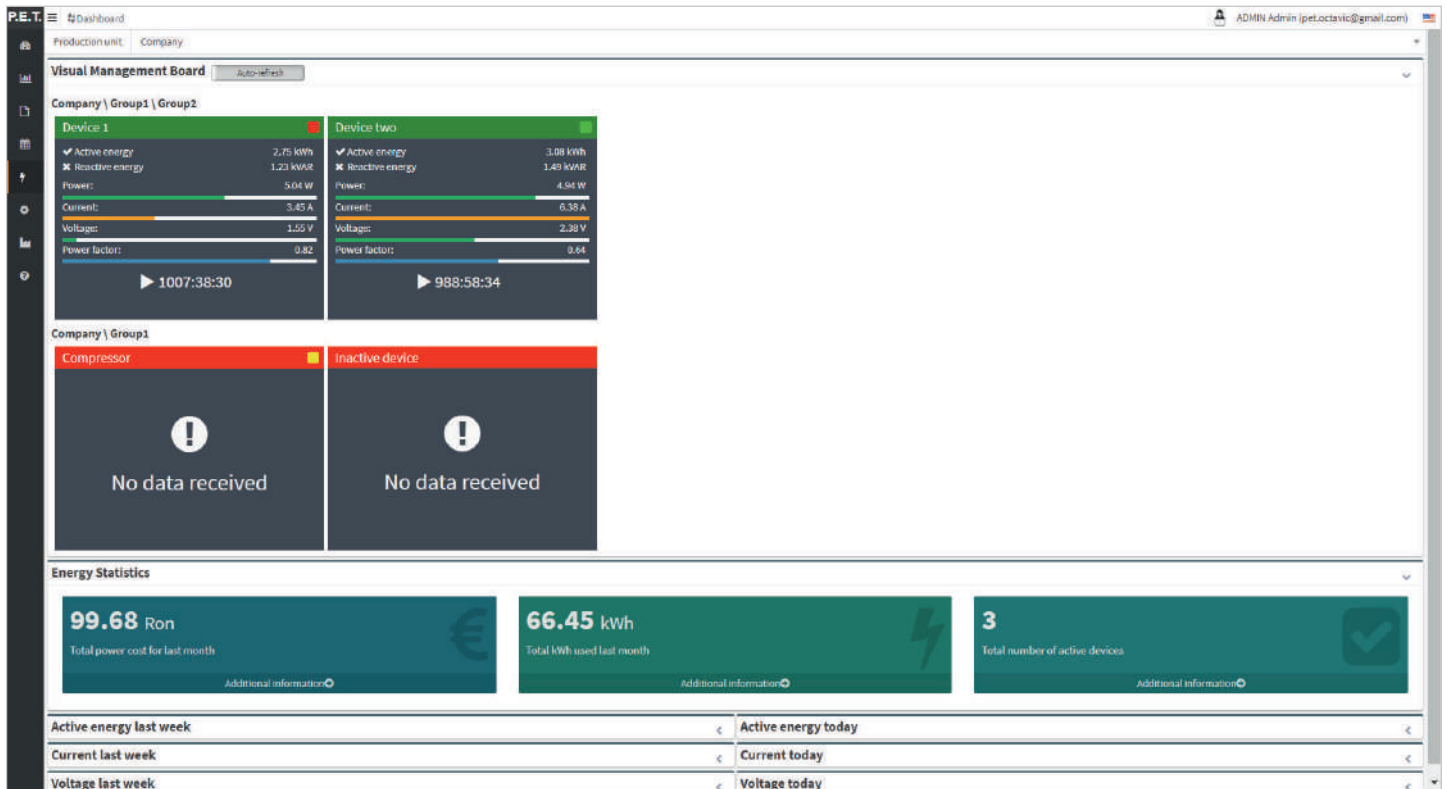 P.E.T. Dashboard ADMIN Admin (pet.octavic@gmail.com)
Production unit Company
Visual Management Board Auto-refresh
Company \ Group1 \ Group2
Device 1
Active energy 2.75 kWh
Reactive energy 1.23 kVAR
Power: 5.04 W
Current: 3.45 A
Voltage: 1.55 V
Power factor: 0.82
1007:38:30
Device two
Active energy 3.08 kWh
Reactive energy 1.49 kVAR
Power: 4.94 W
Current: 6.38 A
Voltage: 2.38 V
Power factor: 0.64
988:58:34
Company \ Group1
Compressor
No data received
Inactive device
No data received
Energy Statistics
99.68 Ron
Total power cost for last month
Additional information
66.45 kWh
Total kWh used last month
Additional information
3
Total number of active devices
Additional information
Active energy last week
Active energy today
Current last week
Current today
Voltage last week
Voltage today